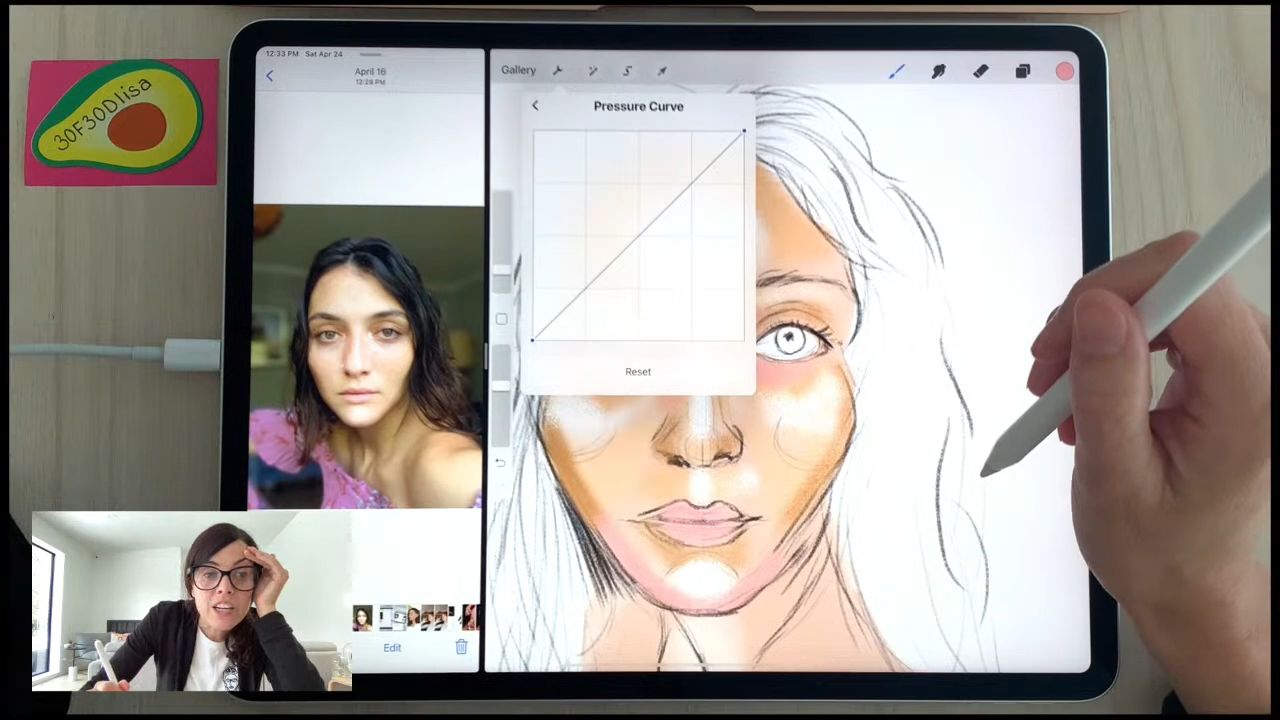 30F30Dlisa
12:33 PM Sat Apr 24
April 16
12:28 PM
Edit
Gallery
Pressure Curve
Reset